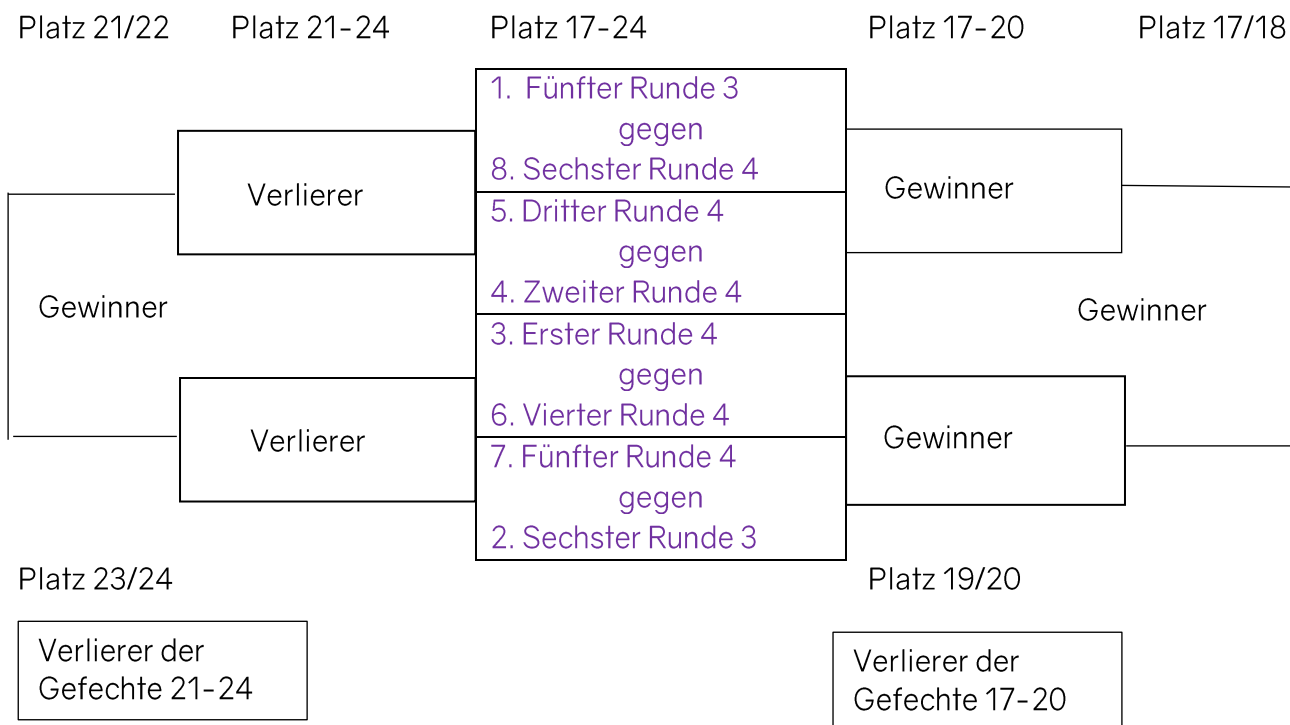 Platz 21/22
Platz 21-24
Platz 17-24
Platz 17-20
Platz 17/18
1. Fünfter Runde 3
gegen
8. Sechster Runde 4
5. Dritter Runde 4
gegen
4. Zweiter Runde 4
3. Erster Runde 4
gegen
6. Vierter Runde 4
7. Fünfter Runde 4
gegen
2. Sechster Runde 3
Verlierer
Gewinner
Verlierer
Gewinner
Gewinner
Gewinner
Platz 23/24
Verlierer der
Gefechte 21-24
Platz 19/20
Verlierer der
Gefechte 17-20